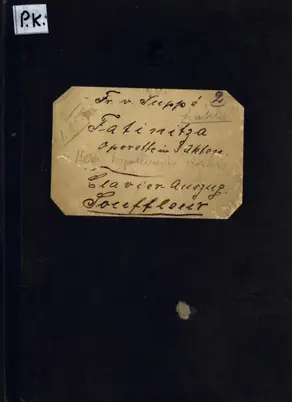 P.K.
2
Fr. v. Suppé.
Fatinitza
Operette in 3 Akten.
Clavier-Auszug.
Souffleur